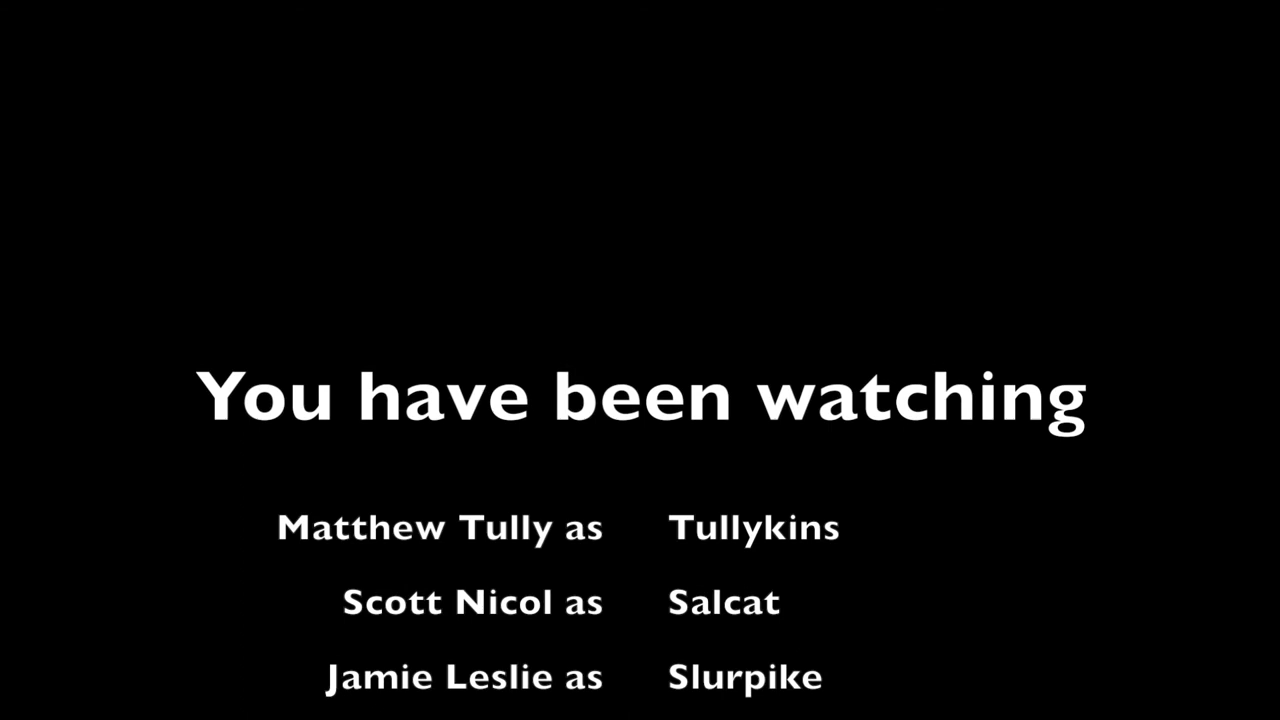 You have been watching
Matthew Tully as Tullykins
Scott Nicol as Salcat
Jamie Leslie as Slurpike